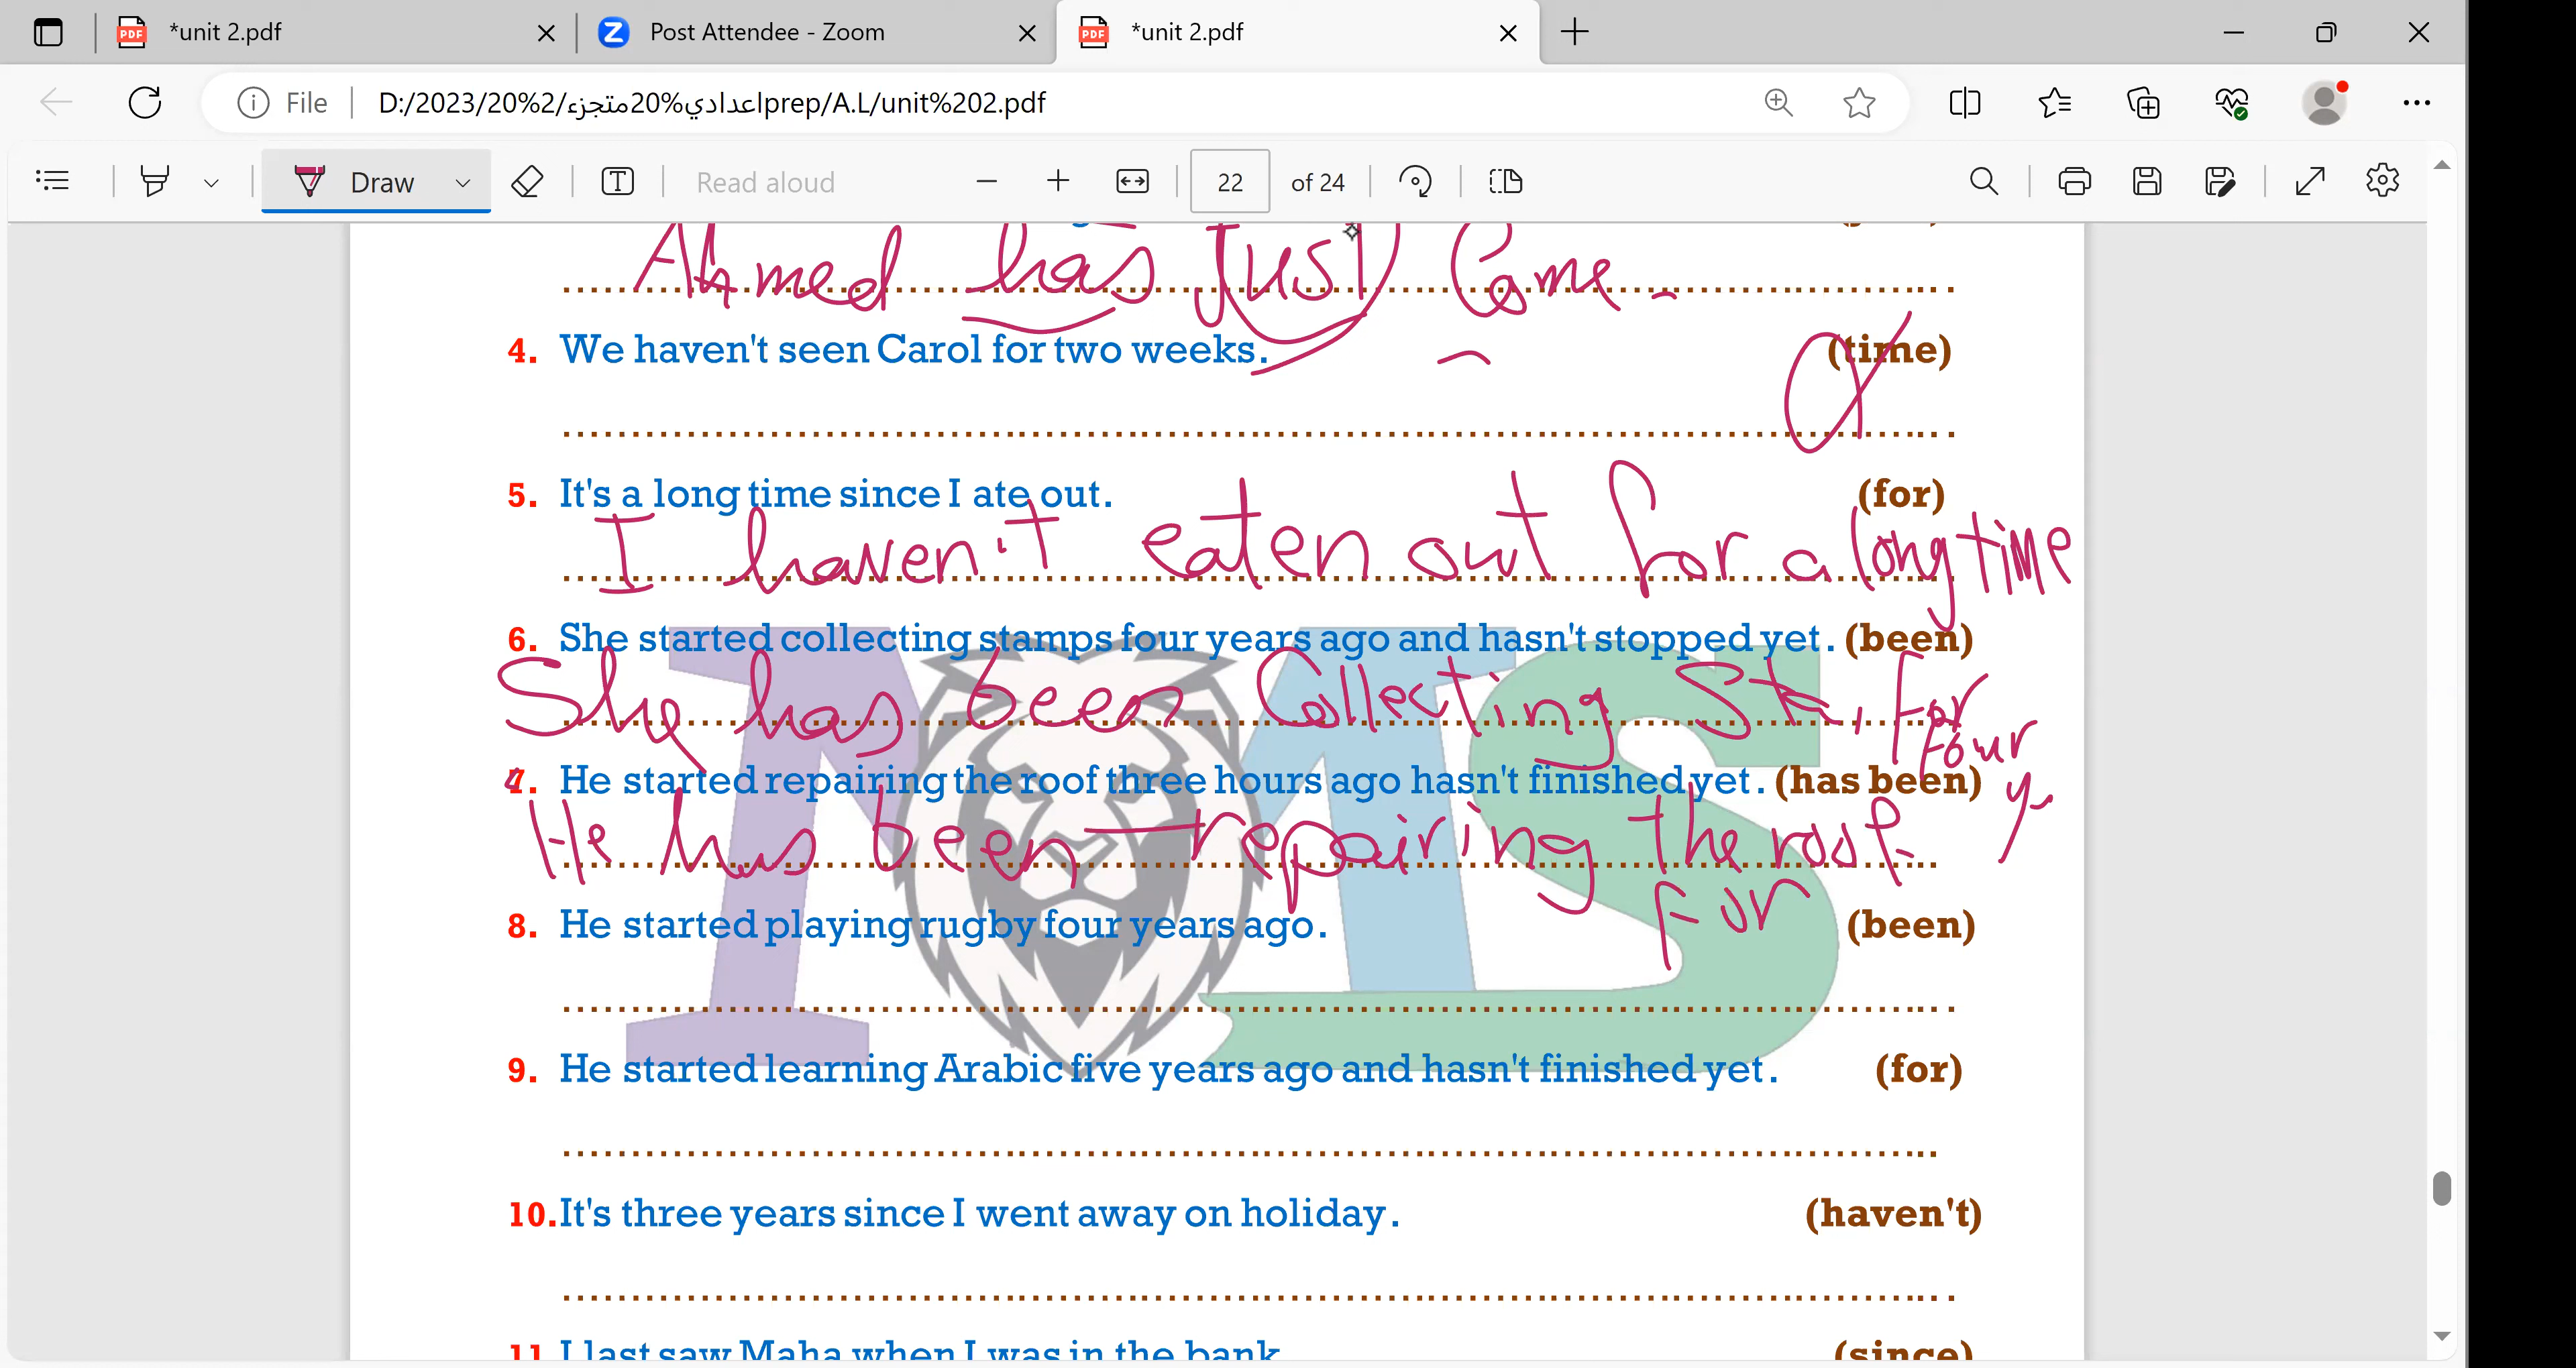 *unit 2.pdf
Post Attendee - Zoom
*unit 2.pdf
File
D:/2023/20%2/اعدادي%20متجزء/prep/A.L/unit%202.pdf
Draw
Read aloud
22
of 24
Ahmed has Just Come
4. We haven't seen Carol for two weeks. (time)
5. It's a long time since I ate out. (for)
I haven't eaten out for a long time
6. She started collecting stamps four years ago and hasn't stopped yet. (been)
She has been Collecting St, For
Four
y
7. He started repairing the roof three hours ago hasn't finished yet. (has been)
He has been repairing the roof
For
8. He started playing rugby four years ago. (been)
9. He started learning Arabic five years ago and hasn't finished yet. (for)
10. It's three years since I went away on holiday. (haven't)
11 I last saw Maha when I was in the bank (since)